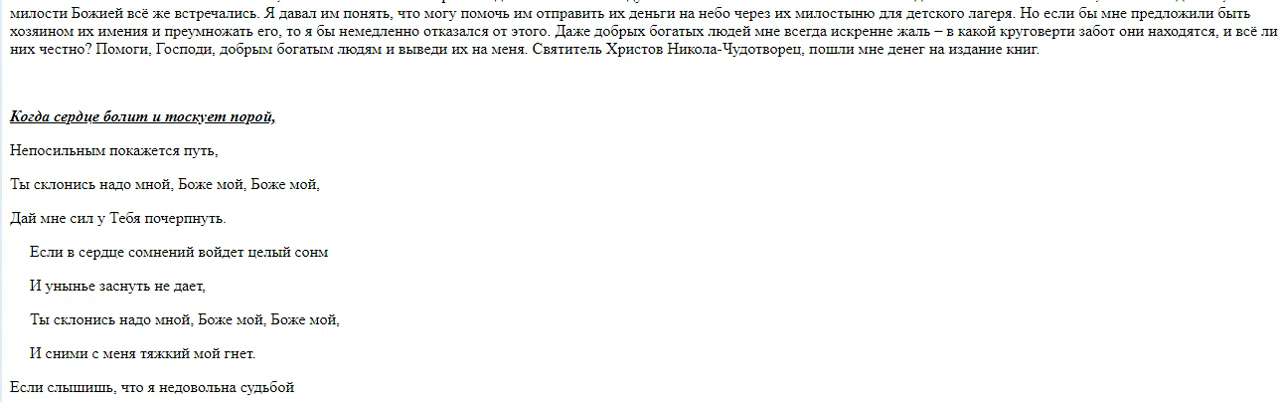 милости Божией всё же встречались. Я давал им понять, что могу помочь им отправить их деньги на небо через их милостыню для детского лагеря. Но если бы мне предложили быть
хозяином их имения и преумножать его, то я бы немедленно отказался от этого. Даже добрых богатых людей мне всегда искренне жаль – в какой круговерти забот они находятся, и всё ли у
них честно? Помоги, Господи, добрым богатым людям и выведи их на меня. Святитель Христов Никола-Чудотворец, пошли мне денег на издание книг.
Когда сердце болит и тоскует порой,
Непосильным покажется путь,
Ты склонись надо мной, Боже мой, Боже мой,
Дай мне сил у Тебя почерпнуть.
Если в сердце сомнений войдет целый сонм
И унынье заснуть не дает,
Ты склонись надо мной, Боже мой, Боже мой,
И сними с меня тяжкий мой гнет.
Если слышишь, что я недовольна судьбой